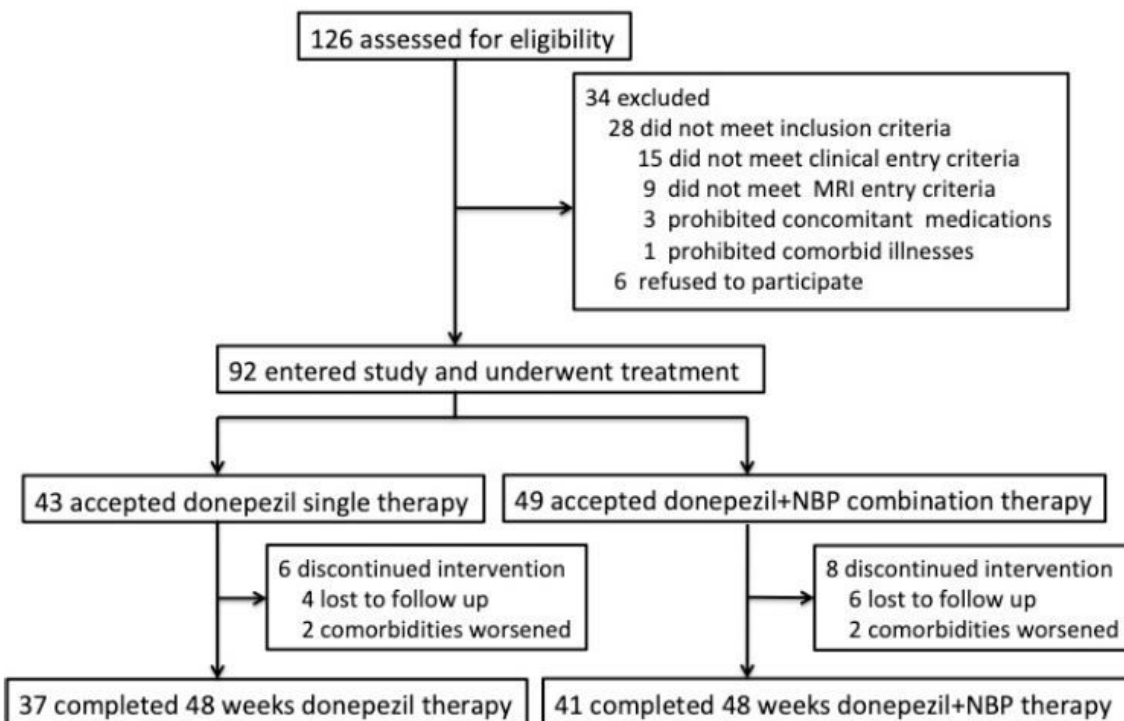 126 assessed for eligibility
34 excluded
28 did not meet inclusion criteria
15 did not meet clinical entry criteria
9 did not meet MRI entry criteria
3 prohibited concomitant medications
1 prohibited comorbid illnesses
6 refused to participate
92 entered study and underwent treatment
43 accepted donepezil single therapy
49 accepted donepezil+NBP combination therapy
6 discontinued intervention
4 lost to follow up
2 comorbidities worsened
8 discontinued intervention
6 lost to follow up
2 comorbidities worsened
37 completed 48 weeks donepezil therapy
41 completed 48 weeks donepezil+NBP therapy